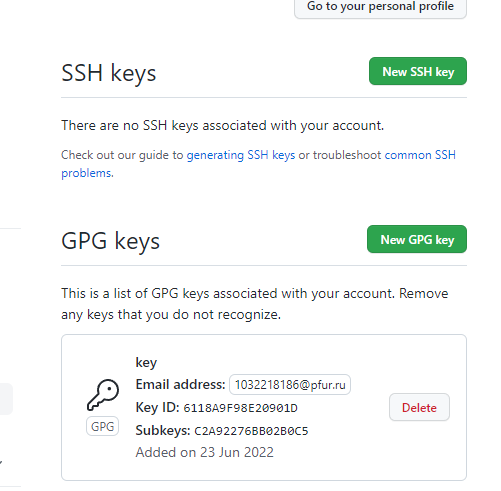 Go to your personal profile
SSH keys
New SSH key
There are no SSH keys associated with your account.
Check out our guide to generating SSH keys or troubleshoot common SSH
problems.
GPG keys
New GPG key
This is a list of GPG keys associated with your account. Remove
any keys that you do not recognize.
key
Email address: 1032218186@pfur.ru
Key ID: 6118A9F98E20901D
GPG
Subkeys: C2A92276BB02B0C5
Delete
Added on 23 Jun 2022